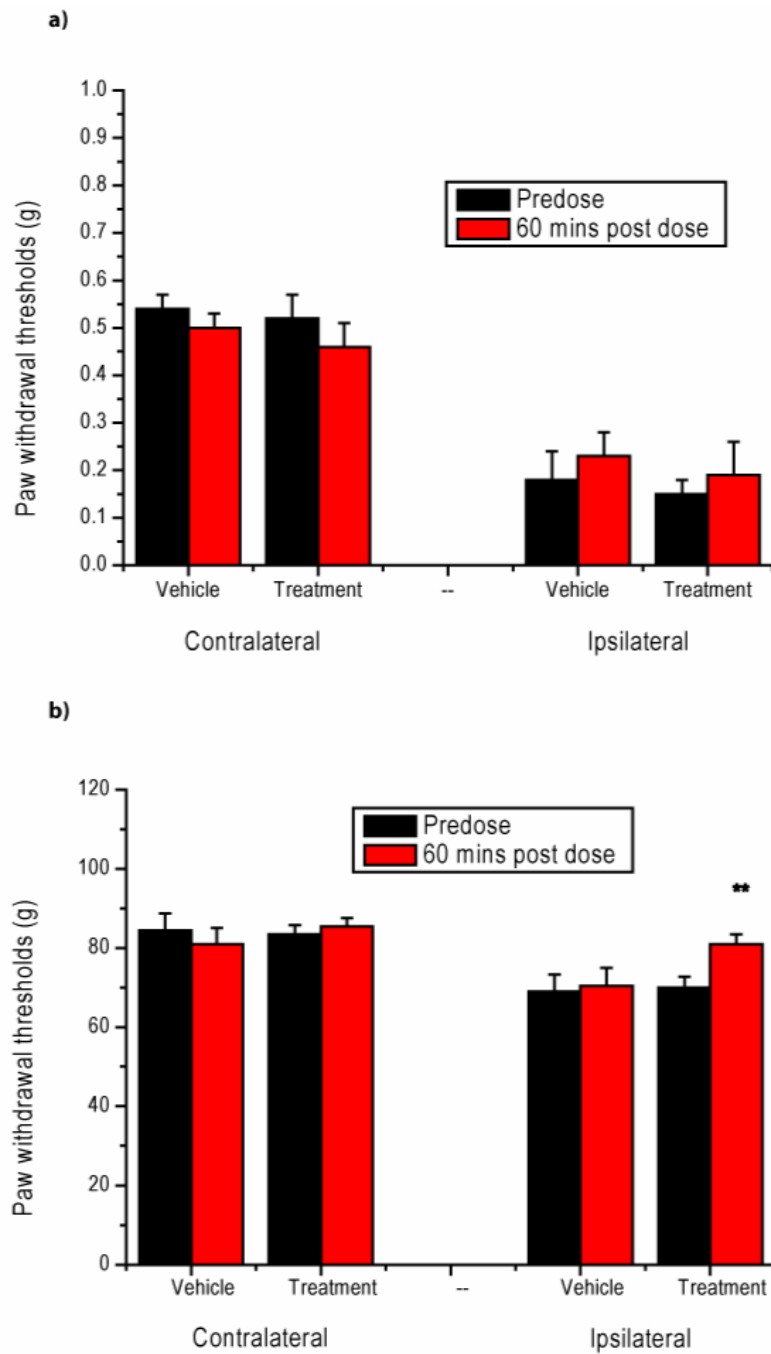 a)
Paw withdrawal thresholds (g)
1.0
0.9
0.8
0.7
0.6
0.5
0.4
0.3
0.2
0.1
0.0
Predose
60 mins post dose
Vehicle Treatment -- Vehicle Treatment
Contralateral Ipsilateral
b)
Paw withdrawal thresholds (g)
120
100
80
60
40
20
0
Predose
60 mins post dose
**
Vehicle Treatment -- Vehicle Treatment
Contralateral Ipsilateral